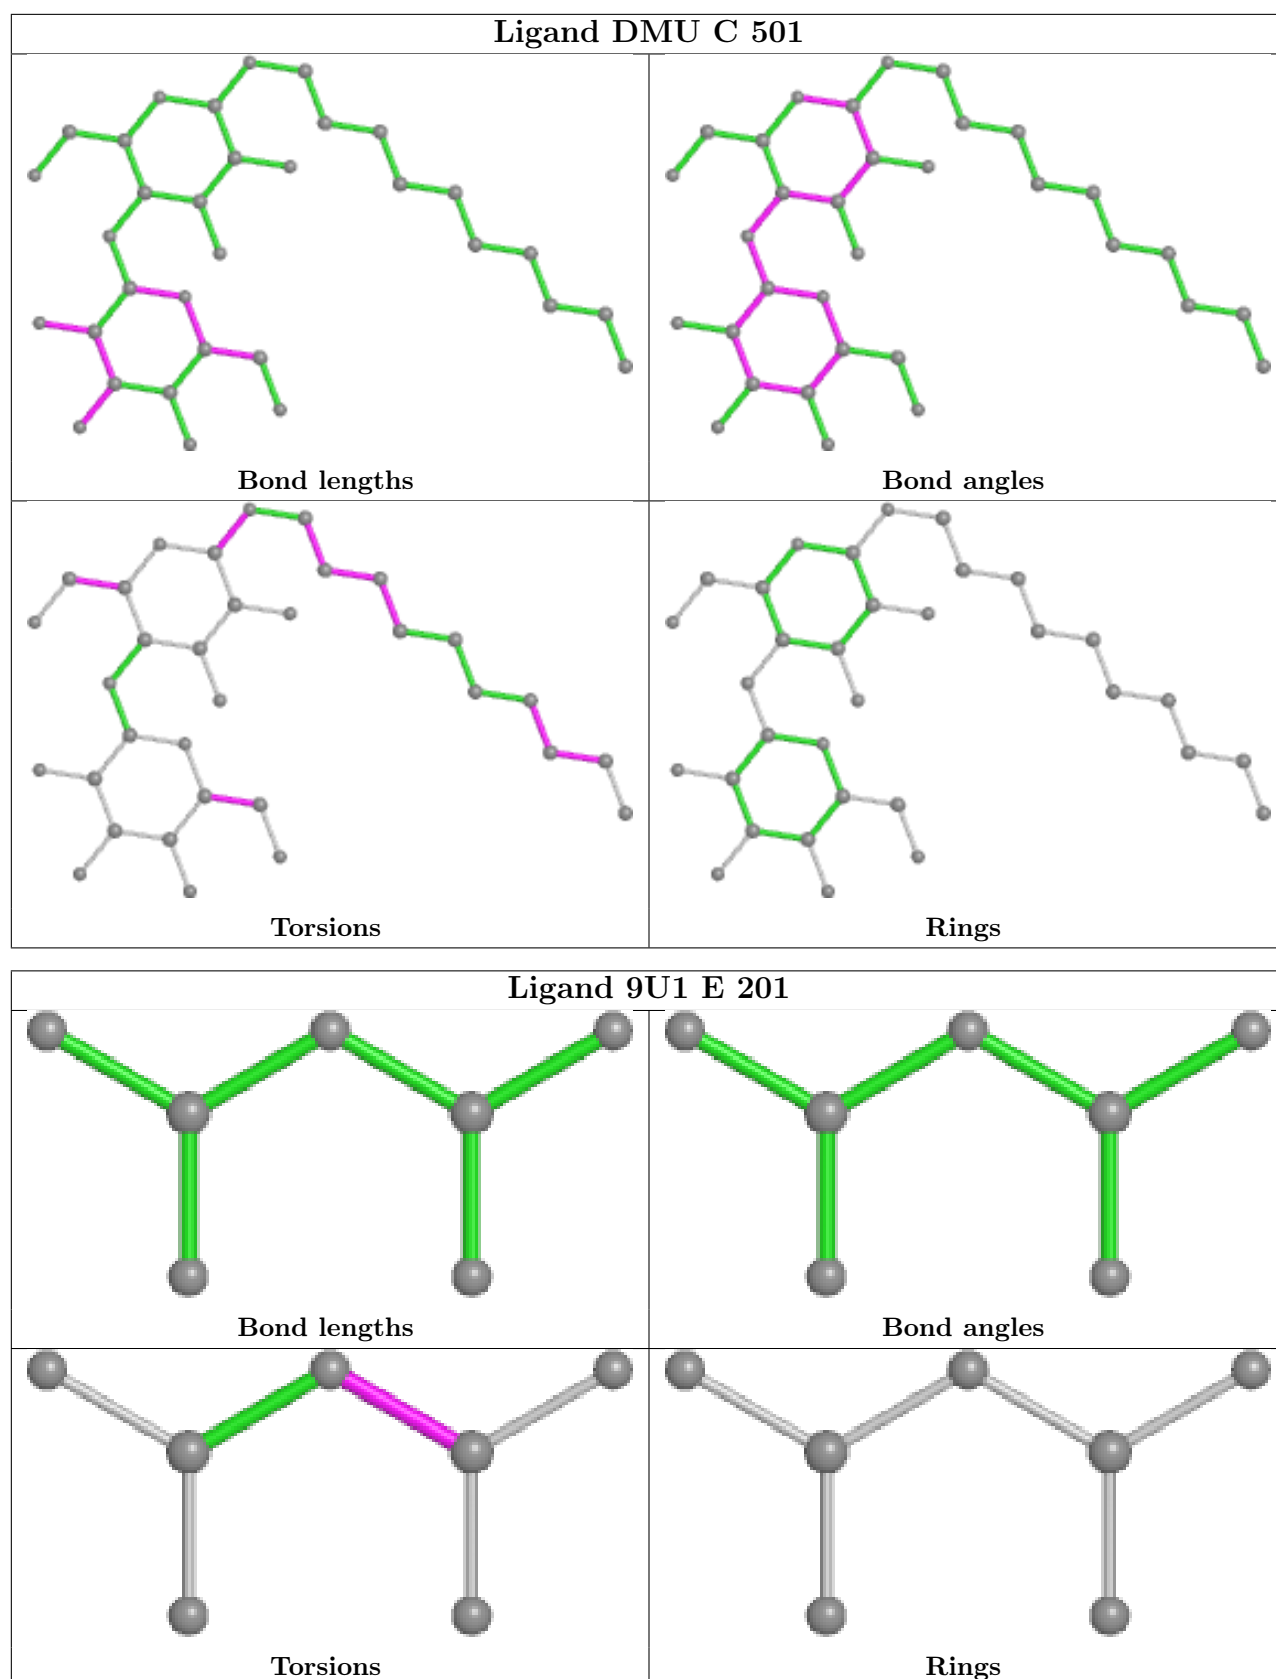 Ligand DMU C 501
Bond lengths
Bond angles
Torsions
Rings
Ligand 9U1 E 201
Bond lengths
Bond angles
Torsions
Rings